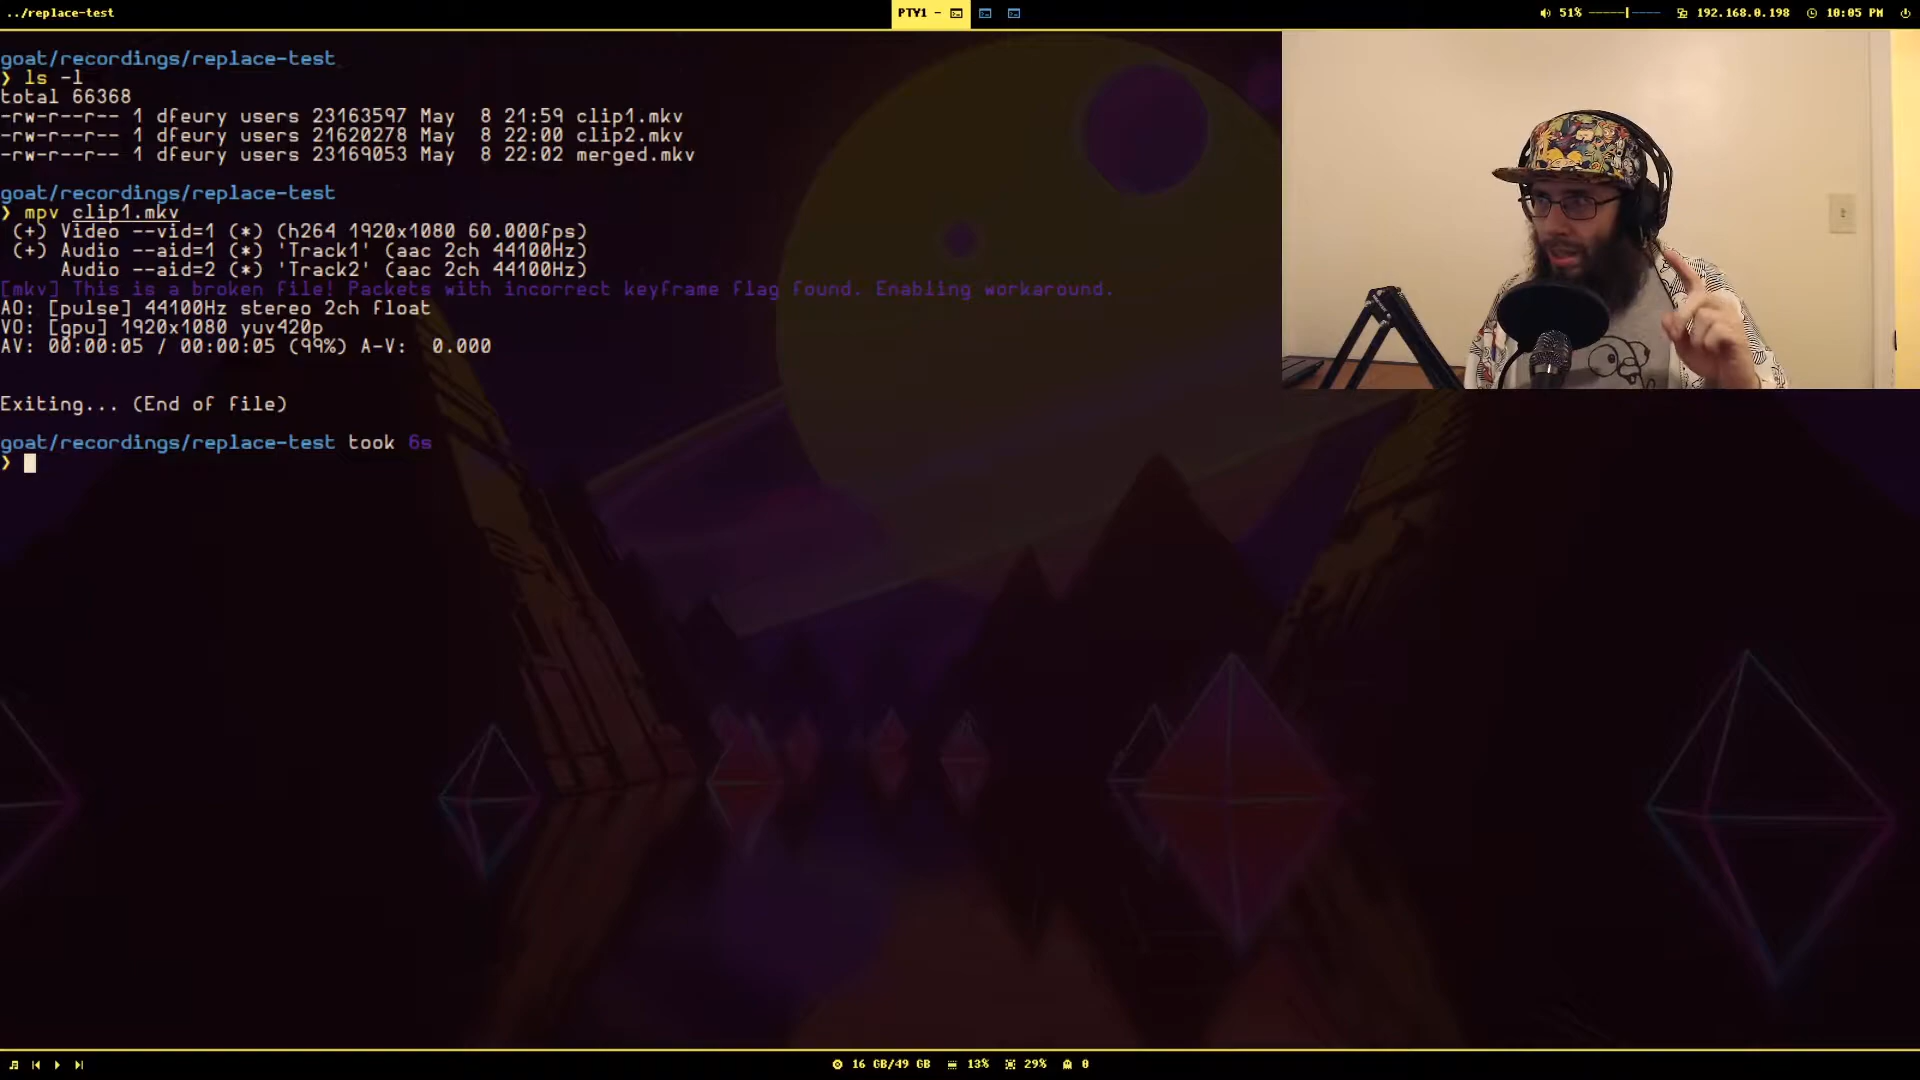 ../replace-test
PTY1 -
51%
192.168.0.198
10:05 PM
goat/recordings/replace-test
❯ ls -l
total 66368
-rw-r--r-- 1 dfeury users 23163597 May  8 21:59 clip1.mkv
-rw-r--r-- 1 dfeury users 21620278 May  8 22:00 clip2.mkv
-rw-r--r-- 1 dfeury users 23169053 May  8 22:02 merged.mkv
goat/recordings/replace-test
❯ mpv clip1.mkv
 (+) Video --vid=1 (*) (h264 1920x1080 60.000fps)
 (+) Audio --aid=1 (*) 'Track1' (aac 2ch 44100Hz)
     Audio --aid=2 (*) 'Track2' (aac 2ch 44100Hz)
[mkv] This is a broken file! Packets with incorrect keyframe flag found. Enabling workaround.
AO: [pulse] 44100Hz stereo 2ch float
VO: [gpu] 1920x1080 yuv420p
AV: 00:00:05 / 00:00:05 (99%) A-V:  0.000
Exiting... (End of file)
goat/recordings/replace-test took 6s
❯
16 GB/49 GB
13%
29%
0